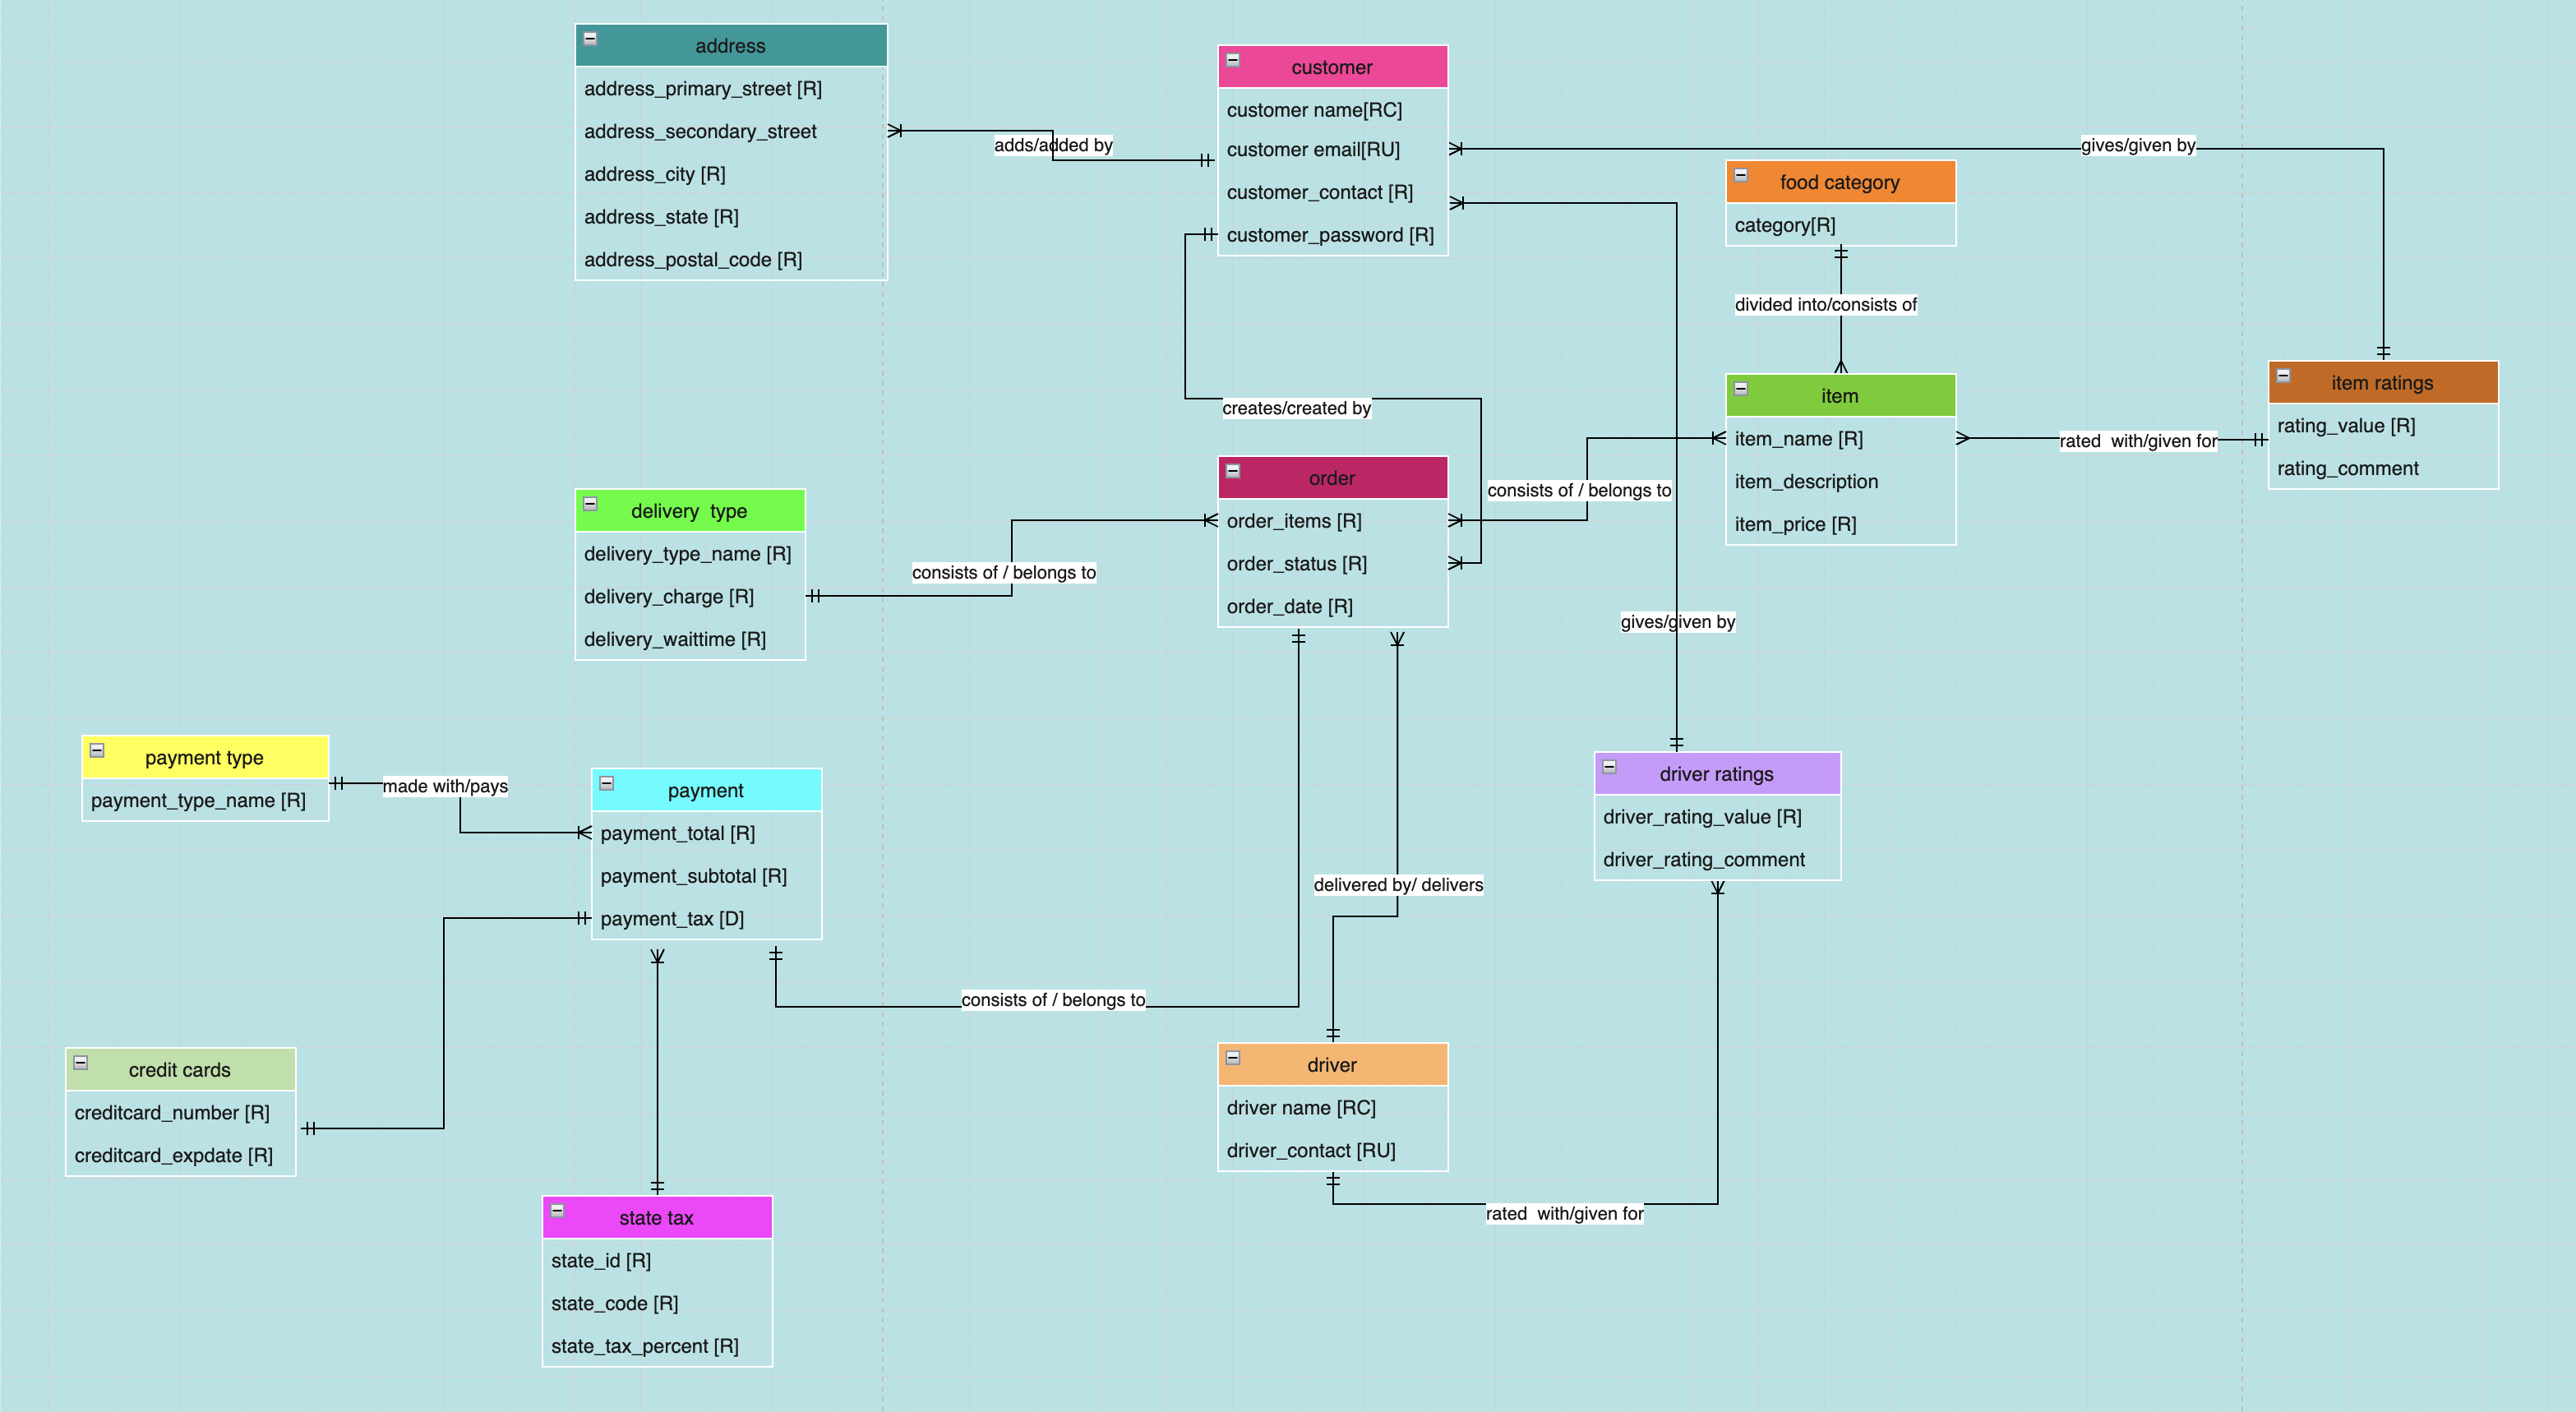 address
address_primary_street [R]
address_secondary_street
address_city [R]
address_state [R]
address_postal_code [R]
adds/added by
customer
customer name[RC]
customer email[RU]
customer_contact [R]
customer_password [R]
gives/given by
food category
category[R]
divided into/consists of
item
item_name [R]
item_description
item_price [R]
rated  with/given for
item ratings
rating_value [R]
rating_comment
creates/created by
order
order_items [R]
order_status [R]
order_date [R]
consists of / belongs to
delivery  type
delivery_type_name [R]
delivery_charge [R]
delivery_waittime [R]
consists of / belongs to
gives/given by
payment type
payment_type_name [R]
made with/pays
payment
payment_total [R]
payment_subtotal [R]
payment_tax [D]
driver ratings
driver_rating_value [R]
driver_rating_comment
delivered by/ delivers
consists of / belongs to
credit cards
creditcard_number [R]
creditcard_expdate [R]
driver
driver name [RC]
driver_contact [RU]
rated  with/given for
state tax
state_id [R]
state_code [R]
state_tax_percent [R]